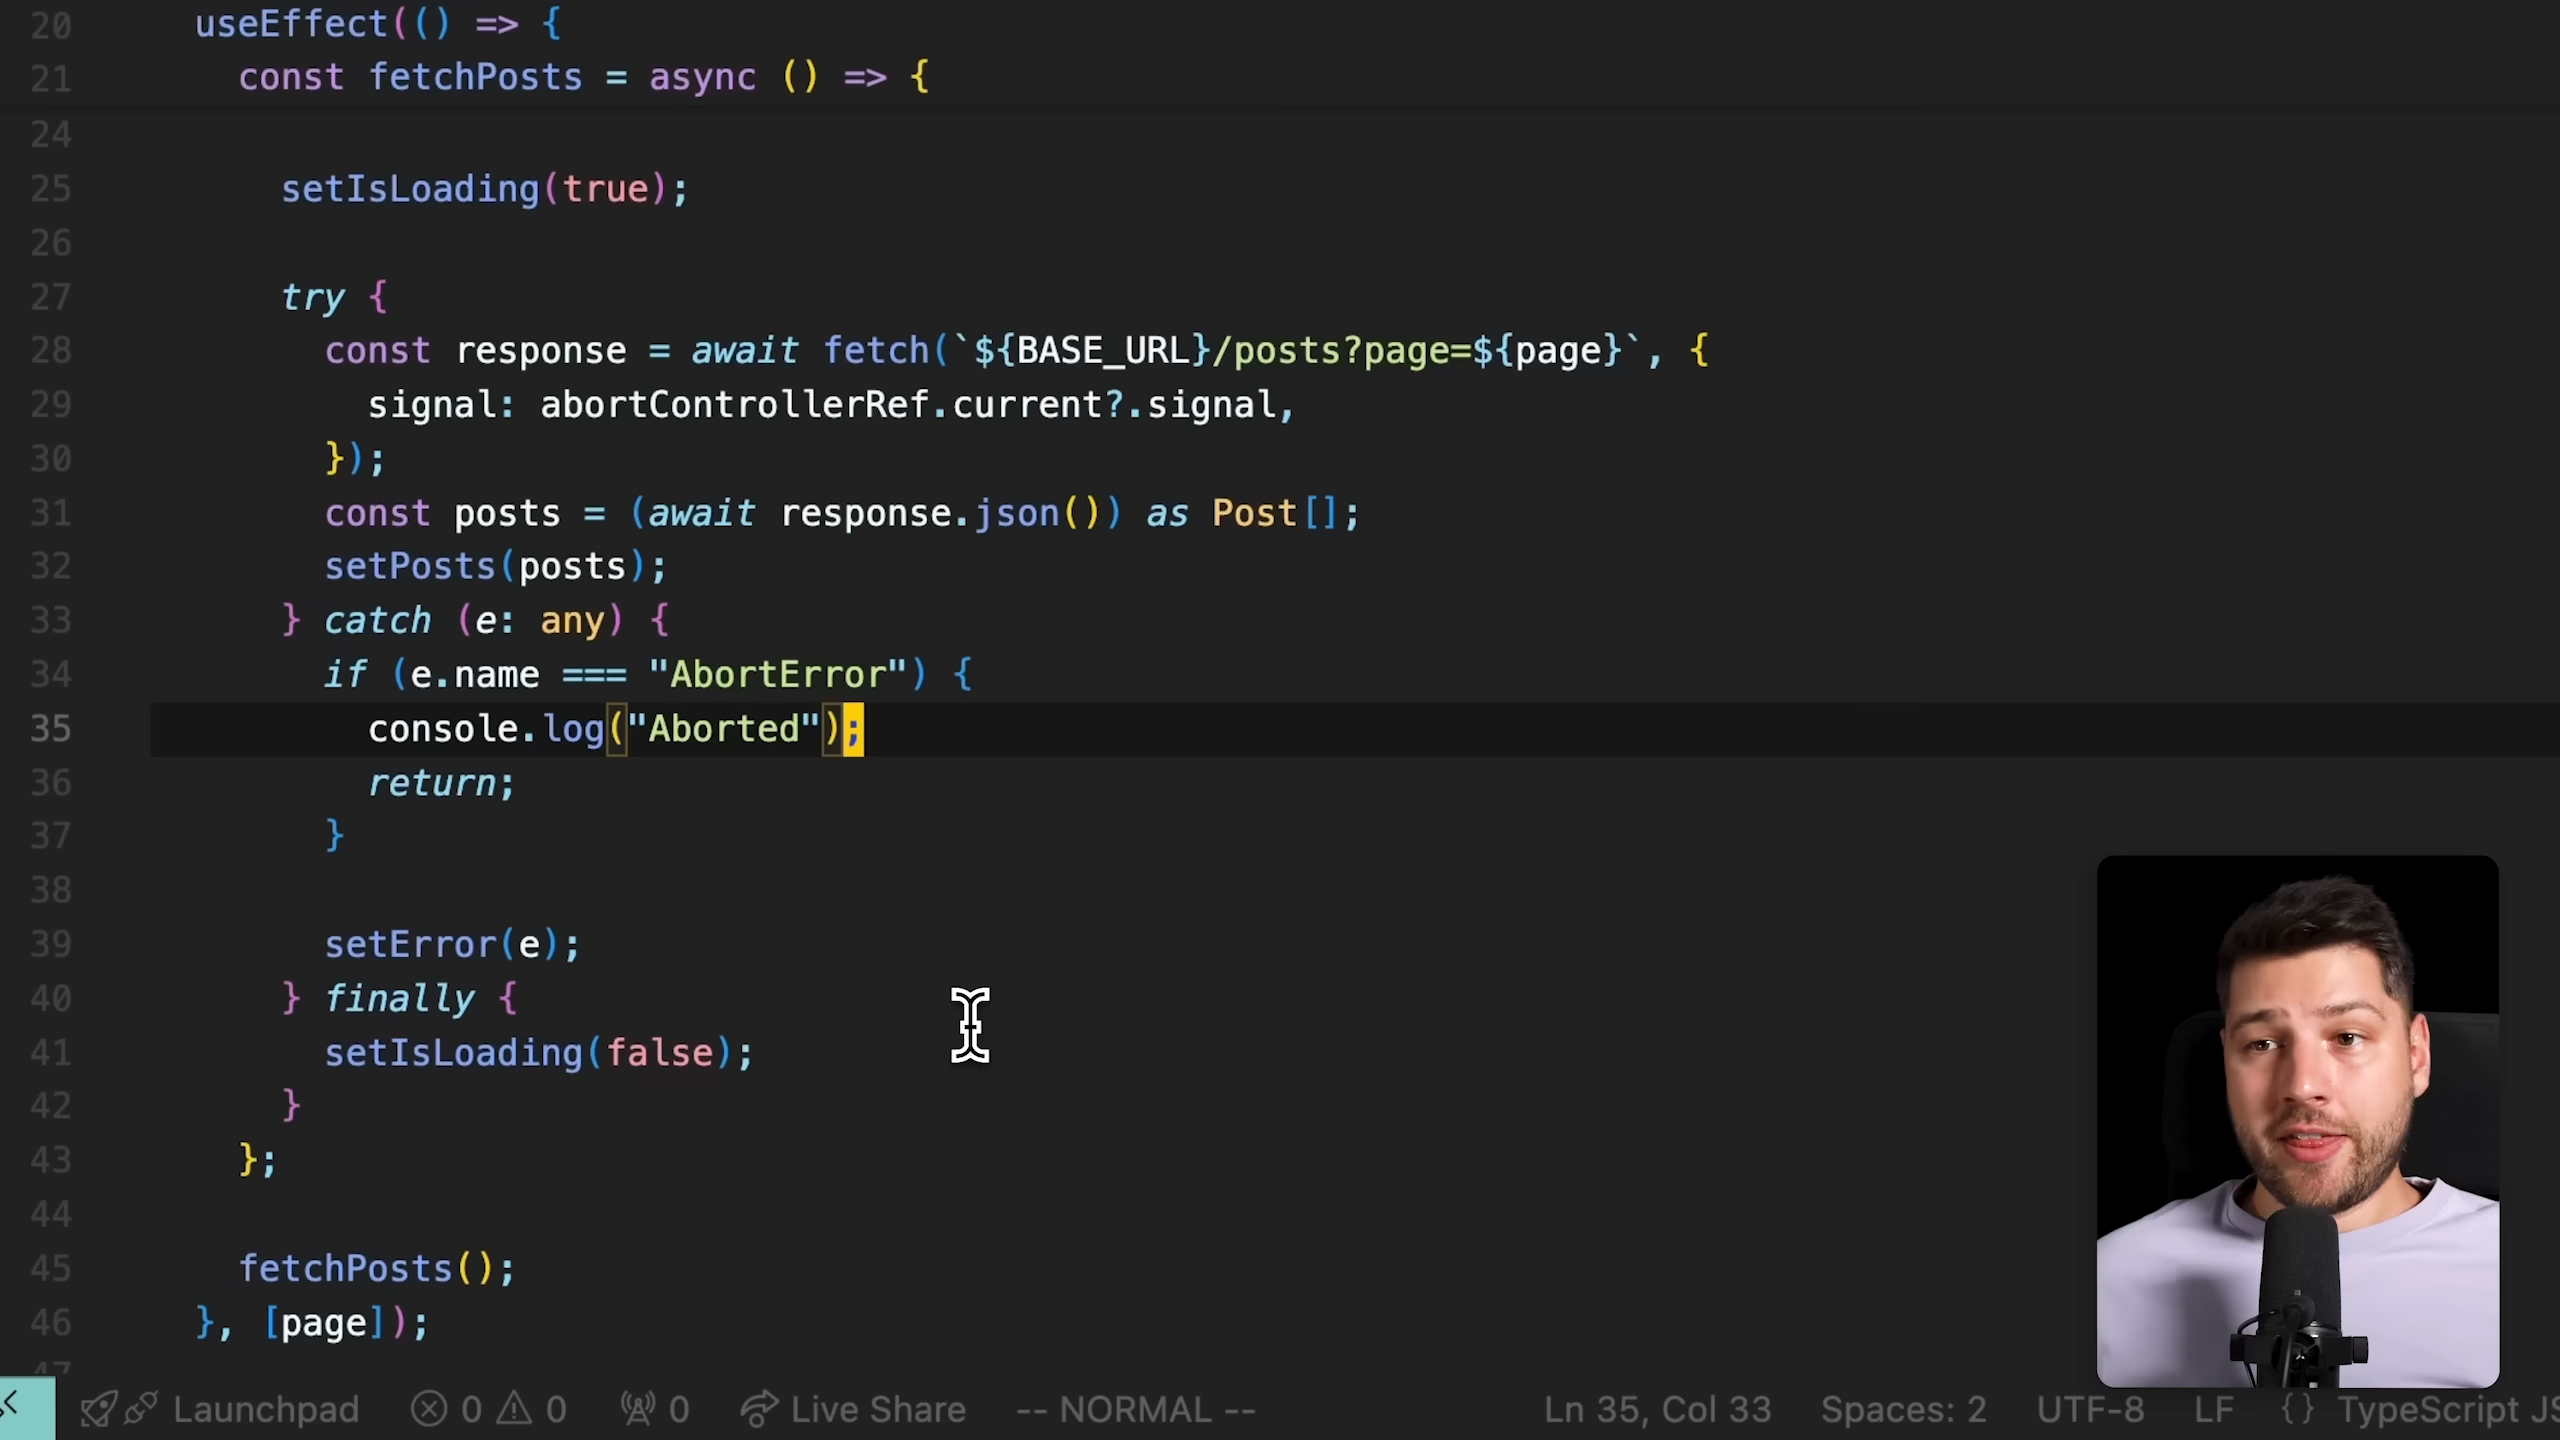 20 useEffect(() => {
21 const fetchPosts = async () => {
24
25 setIsLoading(true);
26
27 try {
28 const response = await fetch(`${BASE_URL}/posts?page=${page}`, {
29 signal: abortControllerRef.current?.signal,
30 });
31 const posts = (await response.json()) as Post[];
32 setPosts(posts);
33 } catch (e: any) {
34 if (e.name === "AbortError") {
35 console.log("Aborted");
36 return;
37 }
38
39 setError(e);
40 } finally {
41 setIsLoading(false);
42 }
43 };
44
45 fetchPosts();
46 }, [page]);
47
Launchpad 0 0 0 Live Share -- NORMAL -- Ln 35, Col 33 Spaces: 2 UTF-8 LF {} TypeScript JS